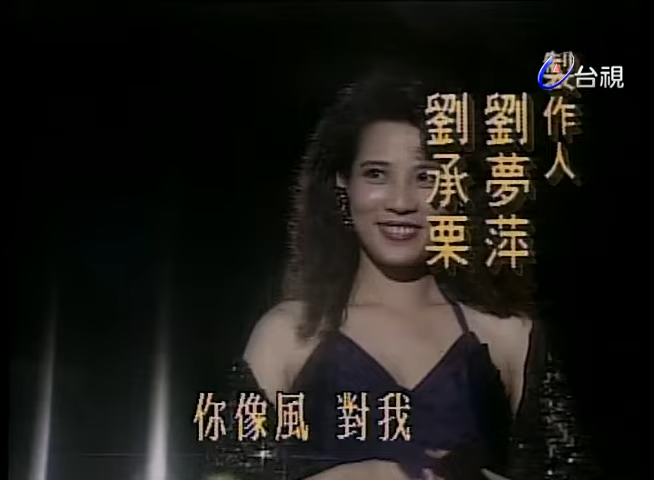 台視
製作人
劉夢萍
劉承栗
你像風 對我